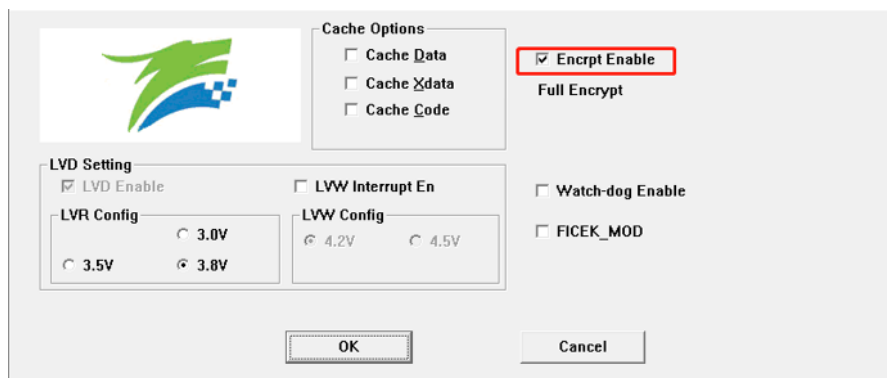 Cache Options
Cache Data
Cache Xdata
Cache Code
Encrpt Enable
Full Encrypt
LVD Setting
LVD Enable
LVW Interrupt En
Watch-dog Enable
LVR Config
3.0V
3.5V
3.8V
LVW Config
4.2V
4.5V
FICEK_MOD
OK
Cancel